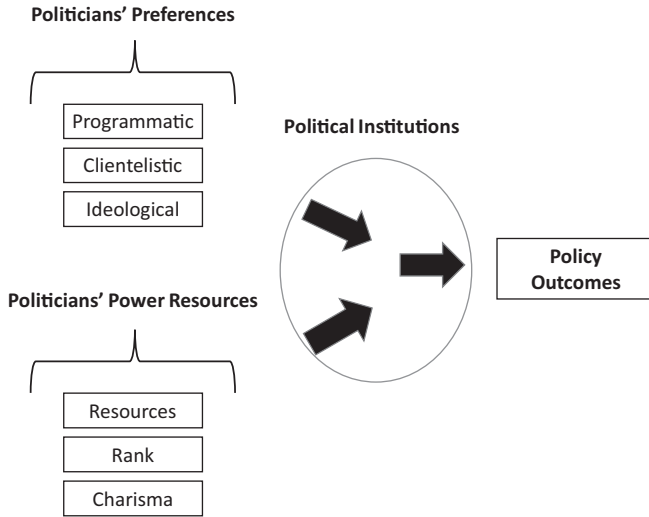 Politicians’ Preferences
Programmatic
Clientelistic
Ideological
Political Institutions
Policy
Outcomes
Politicians’ Power Resources
Resources
Rank
Charisma